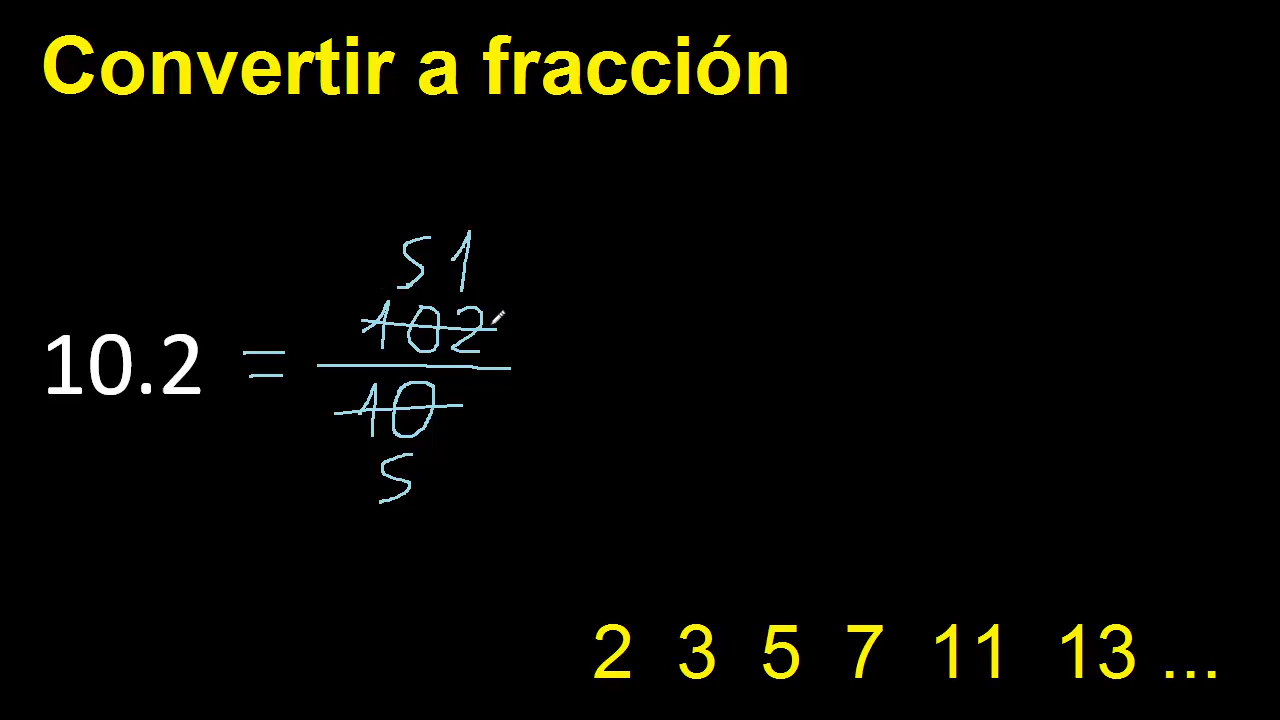 Convertir a fracción
51
10.2 = 102
10
5
2 3 5 7 11 13 ...